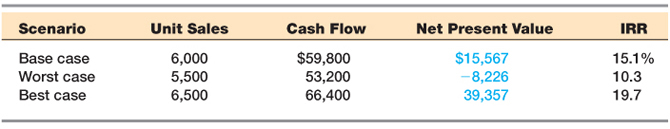 Scenario Unit Sales Cash Flow Net Present Value IRR
Base case 6,000 $59,800 $15,567 15.1%
Worst case 5,500 53,200 −8,226 10.3
Best case 6,500 66,400 39,357 19.7